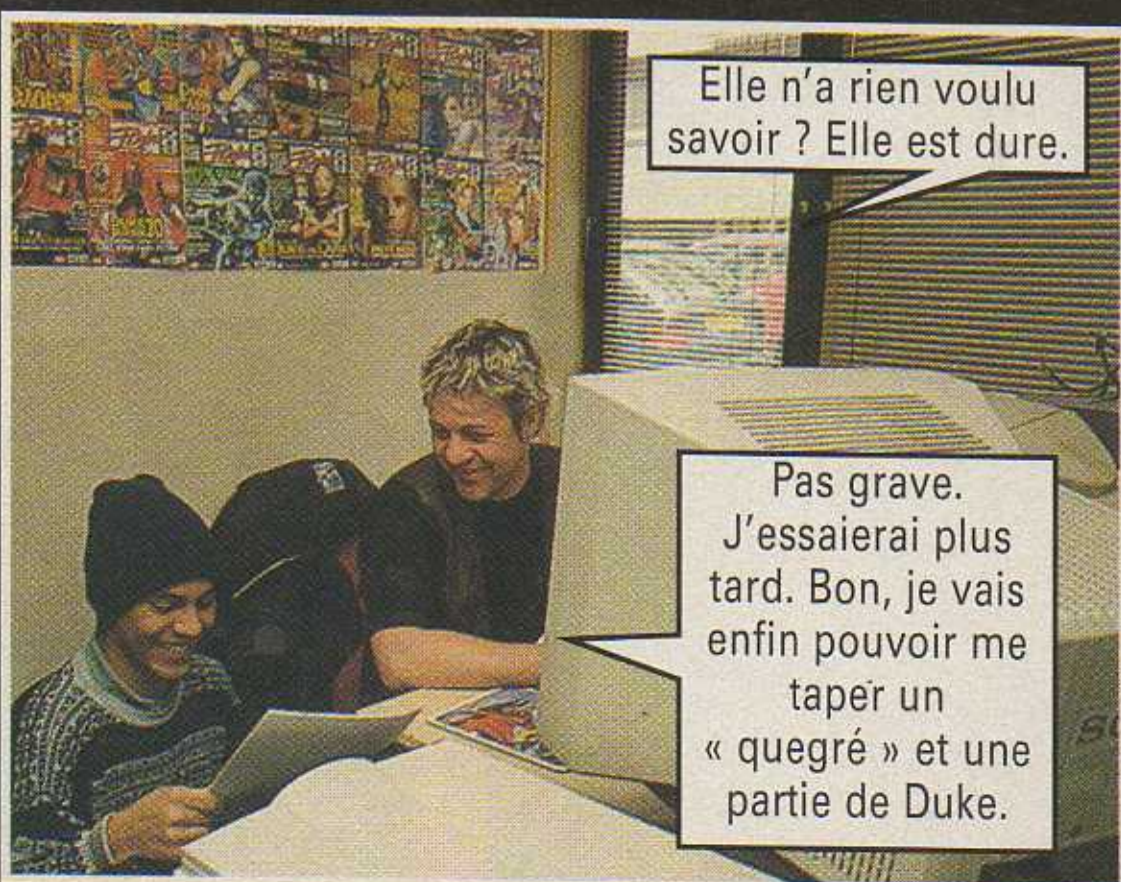 Elle n'a rien voulu
savoir ? Elle est dure.
Pas grave.
J'essaierai plus
tard. Bon, je vais
enfin pouvoir me
taper un
« quegré » et une
partie de Duke.